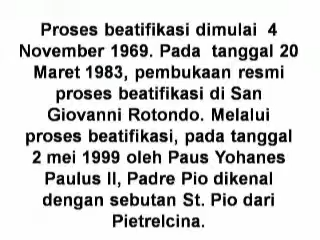 Proses beatifikasi dimulai  4
November 1969. Pada  tanggal 20
Maret 1983, pembukaan resmi
proses beatifikasi di San
Giovanni Rotondo. Melalui
proses beatifikasi, pada tanggal
2 mei 1999 oleh Paus Yohanes
Paulus II, Padre Pio dikenal
dengan sebutan St. Pio dari
Pietrelcina.